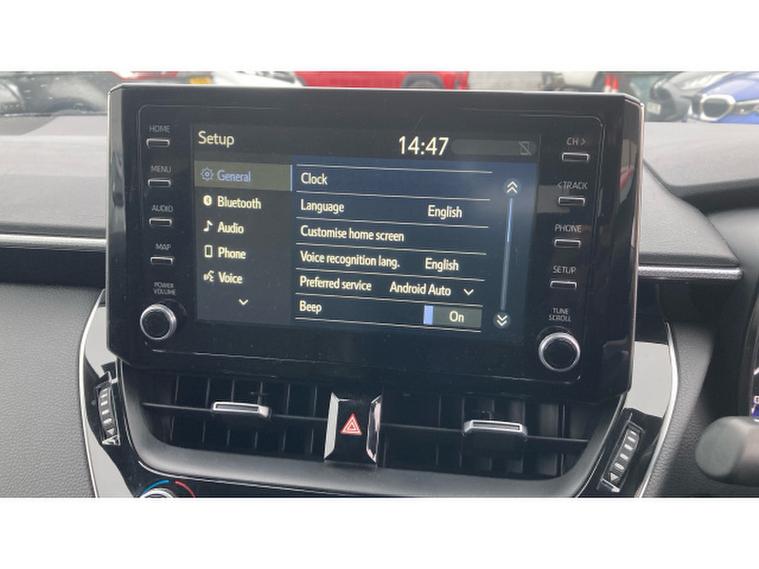 HOME
MENU
AUDIO
MAP
POWER
VOLUME
Setup
14:47
General
Bluetooth
Audio
Phone
Voice
Clock
Language English
Customise home screen
Voice recognition lang. English
Preferred service Android Auto
Beep On
CH >
< TRACK
PHONE
SETUP
TUNE
SCROLL